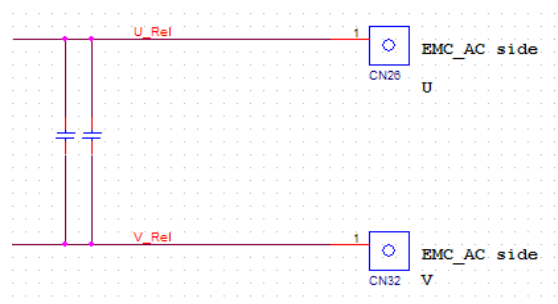 U_Rel
1
EMC_AC side
CN26
U
V_Rel
1
EMC_AC side
CN32
V